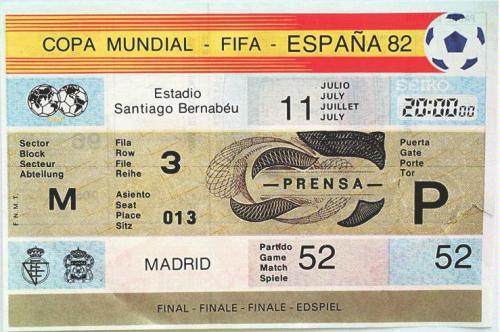 COPA MUNDIAL - FIFA - ESPAÑA 82
Estadio
Santiago Bernabéu
11
JULIO
JULY
JUILLET
JULY
SEIKO
20:00 00
Sector
Block
Secteur
Abteilung
M
Fila
Row
File
Reihe
3
Asiento
Seat
Place
Sitz
013
PRENSA
Puerta
Gate
Porte
Tor
P
F.N.M.T.
MADRID
Partido
Game
Match
Spiele
52
52
FINAL - FINALE - FINALE - EDSPIEL